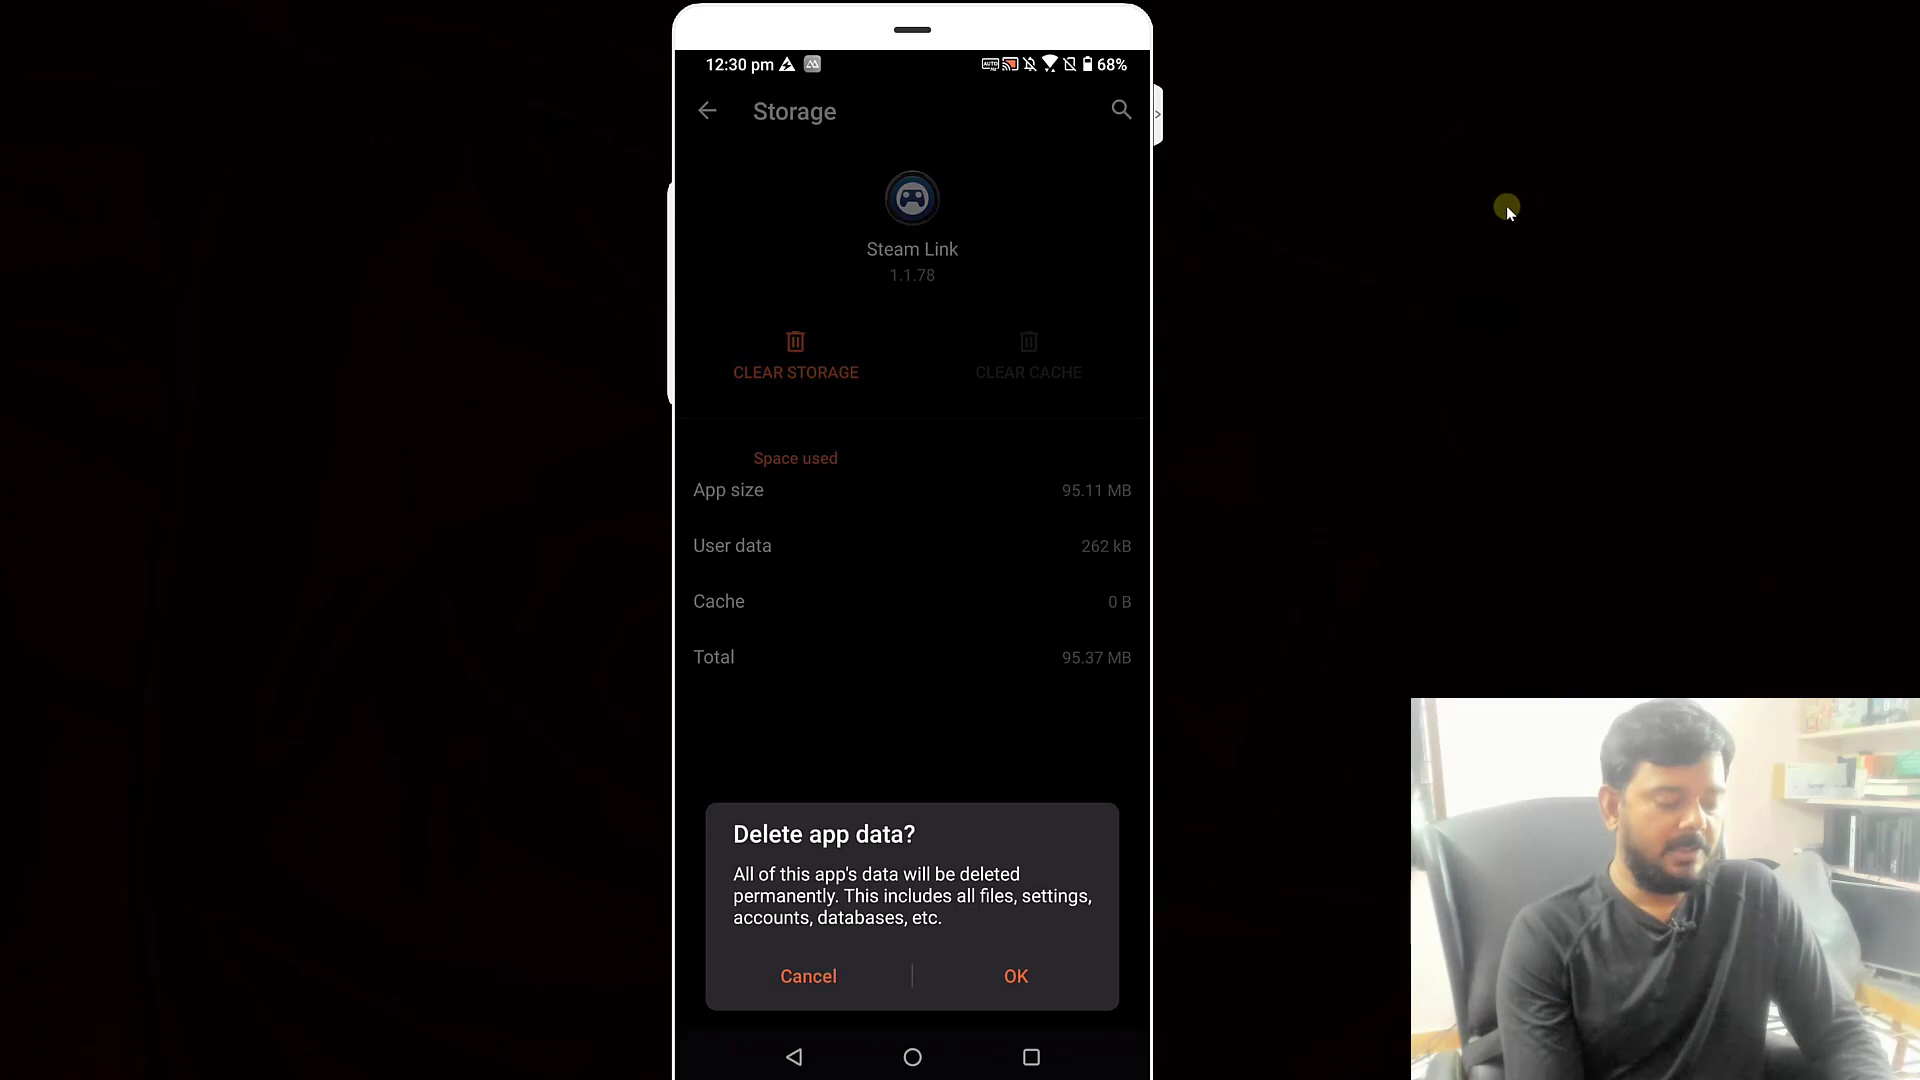 12:30 pm
68%
Storage
Steam Link
1.1.78
CLEAR STORAGE
CLEAR CACHE
Space used
App size
95.11 MB
User data
262 kB
Cache
0 B
Total
95.37 MB
Delete app data?
All of this app's data will be deleted
permanently. This includes all files, settings,
accounts, databases, etc.
Cancel
OK